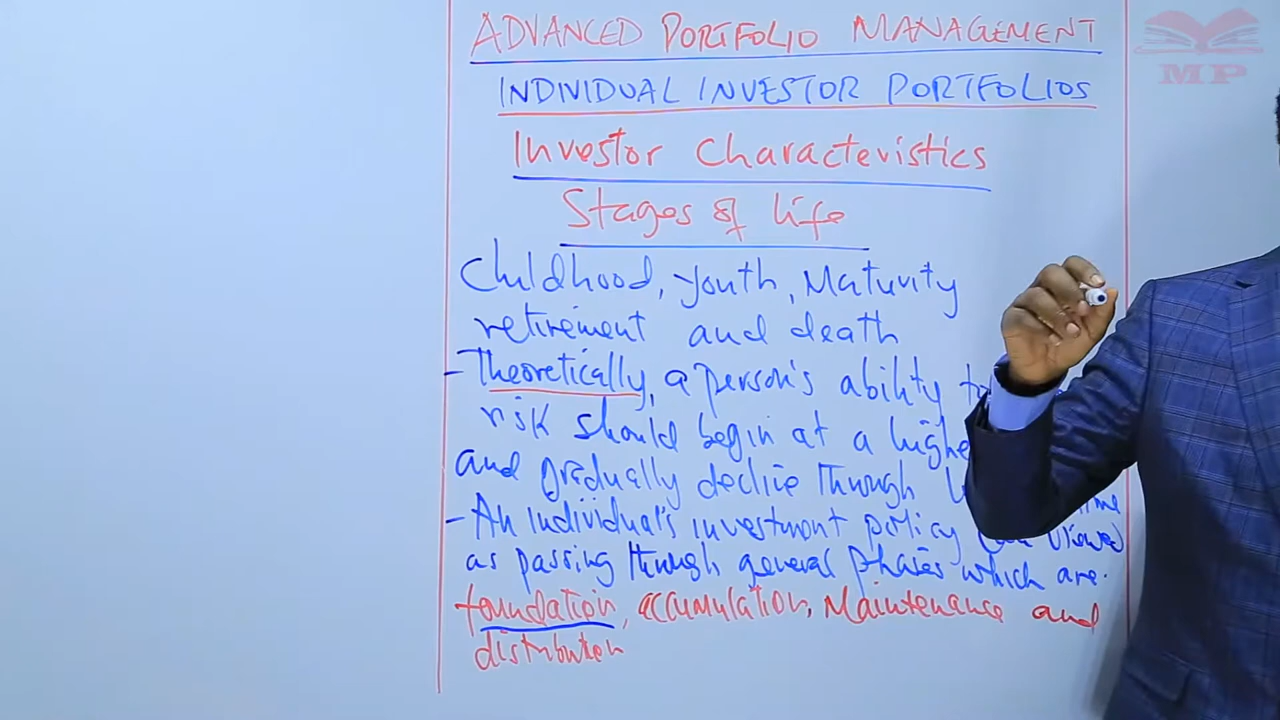 ADVANCED PORTFOLIO MANAGEMENT
MP
INDIVIDUAL INVESTOR PORTFOLIOS
Investor Characteristics
Stages of life
Childhood, youth, Maturity
retirement and death
- Theoretically, a person's ability to
risk should begin at a highe
and gradually decline through
- An individual's investment policy viewed
as passing through general phases which are.
foundation, accumulation, Maintenance and
distribution